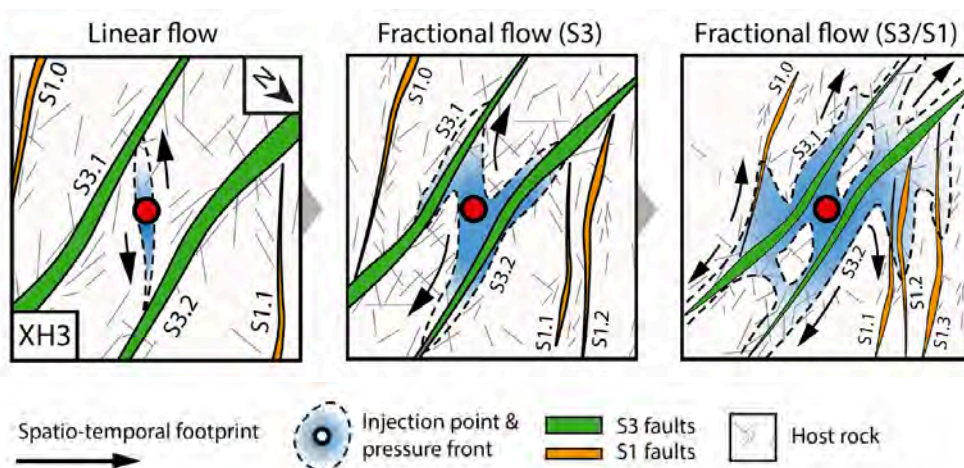 Linear flow
Fractional flow (S3)
Fractional flow (S3/S1)
S1.0
N
S3.1
S3.2
S1.1
XH3
S1.0
S3.1
S3.2
S1.1
S1.2
S1.0
S3.1
S3.2
S1.1
S1.2
S1.3
Spatio-temporal footprint
Injection point &
pressure front
S3 faults
S1 faults
Host rock